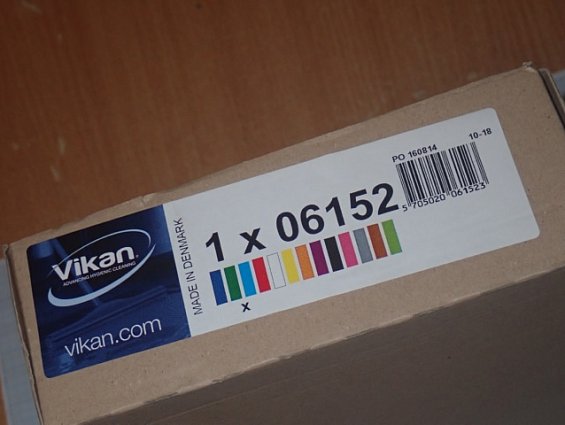 Vikan®
ADVANCING HYGIENIC CLEANING
vikan.com
MADE IN DENMARK
1 x 06152
x
PO 160814
10-18
5 705020 061523